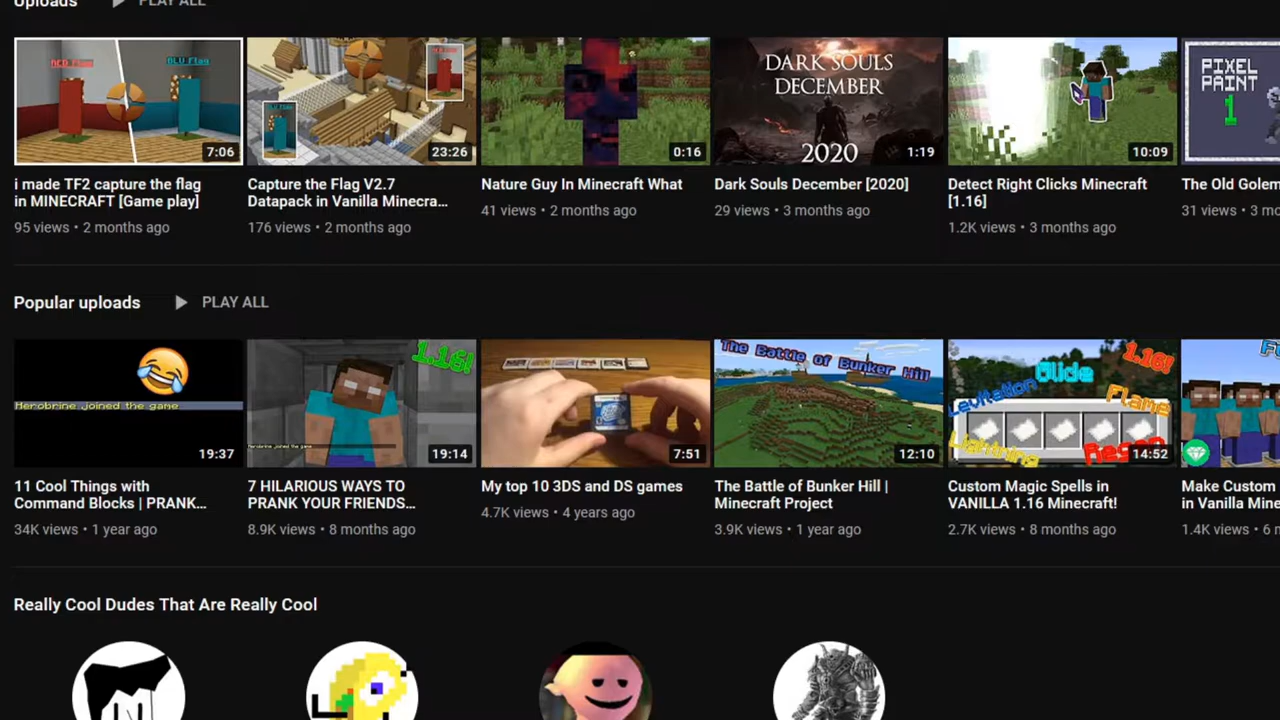 Uploads PLAY ALL
RED Flag
BLU Flag
7:06
23:26
0:16
DARK SOULS
DECEMBER
2020
1:19
10:09
PIXEL
PAINT
1
i made TF2 capture the flag
in MINECRAFT [Game play]
95 views • 2 months ago
Capture the Flag V2.7
Datapack in Vanilla Minecra...
176 views • 2 months ago
Nature Guy In Minecraft What
41 views • 2 months ago
Dark Souls December [2020]
29 views • 3 months ago
Detect Right Clicks Minecraft
[1.16]
1.2K views • 3 months ago
The Old Golem
31 views • 3 mo
Popular uploads PLAY ALL
Herobrine joined the game
19:37
1.16!
Herobrine joined the game
19:14
7:51
The Battle of Bunker Hill
12:10
1.16!
Levitation
Glide
Flame
Lightning
14:52
11 Cool Things with
Command Blocks | PRANK...
34K views • 1 year ago
7 HILARIOUS WAYS TO
PRANK YOUR FRIENDS...
8.9K views • 8 months ago
My top 10 3DS and DS games
4.7K views • 4 years ago
The Battle of Bunker Hill |
Minecraft Project
3.9K views • 1 year ago
Custom Magic Spells in
VANILLA 1.16 Minecraft!
2.7K views • 8 months ago
Make Custom
in Vanilla Mine
1.4K views • 6 m
Really Cool Dudes That Are Really Cool